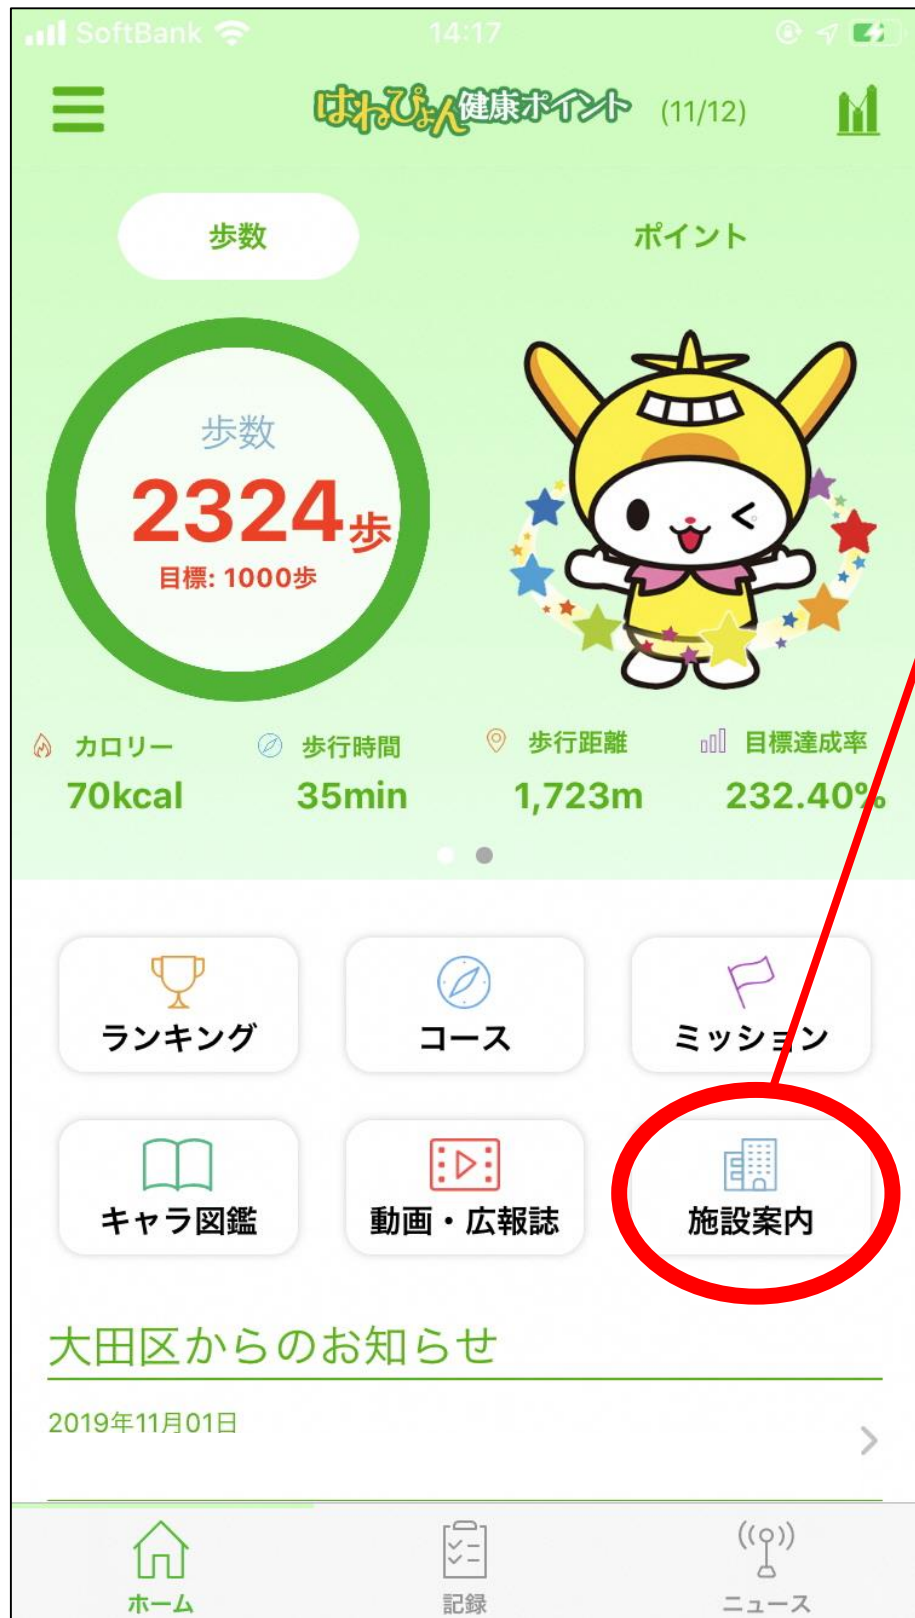 SoftBank 14:17
はねぴょん健康ポイント (11/12)
歩数 ポイント
歩数
2324歩
目標: 1000歩
カロリー 歩行時間 歩行距離 目標達成率
70kcal 35min 1,723m 232.40%
ランキング コース ミッション
キャラ図鑑 動画・広報誌 施設案内
大田区からのお知らせ
2019年11月01日
ホーム 記録 ニュース